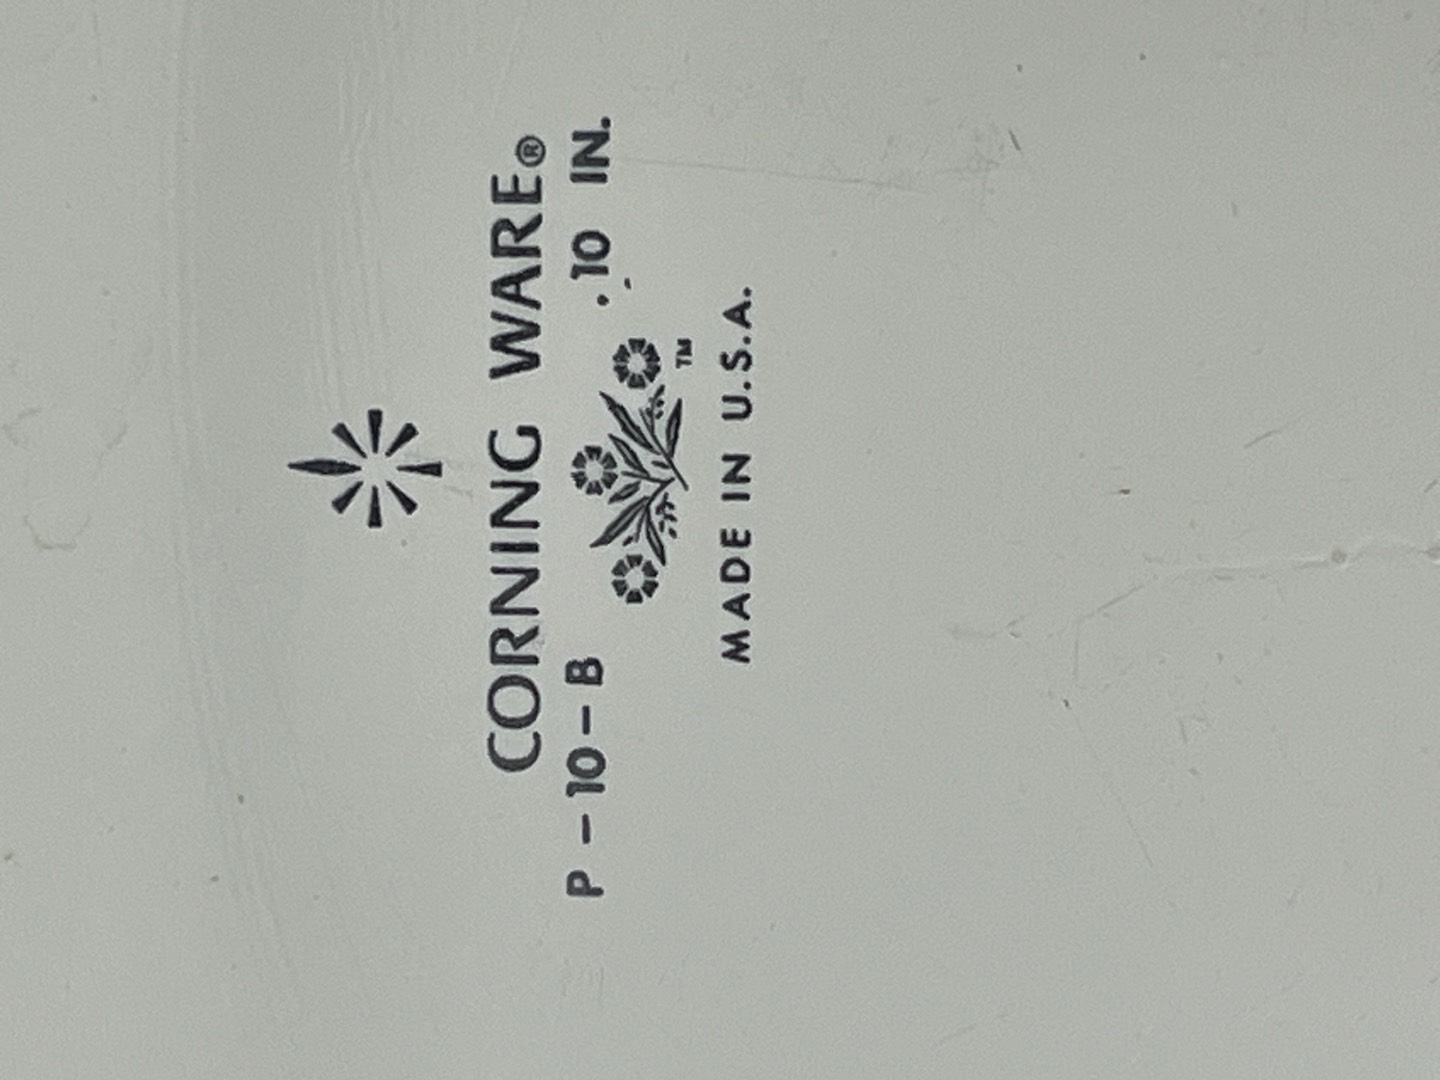 CORNING WARE®
P-10-B . 10 IN.
TM
MADE IN U.S.A.